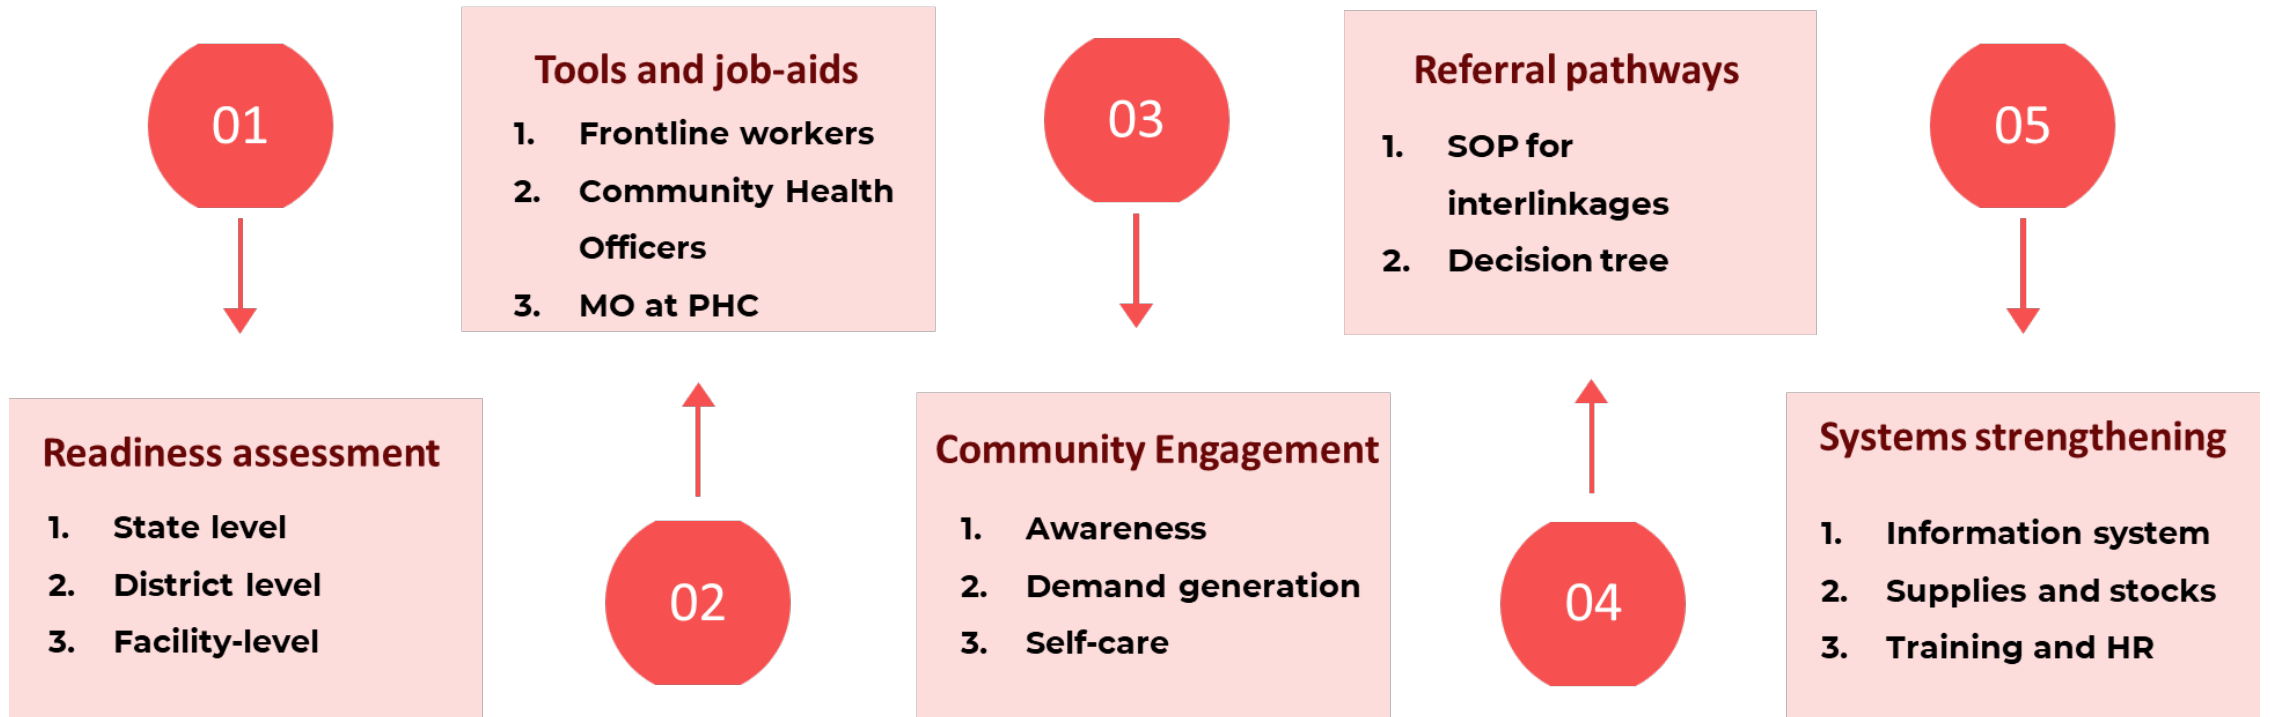 01
Readiness assessment
1. State level
2. District level
3. Facility-level
Tools and job-aids
1. Frontline workers
2. Community Health
Officers
3. MO at PHC
02
03
Community Engagement
1. Awareness
2. Demand generation
3. Self-care
Referral pathways
1. SOP for
interlinkages
2. Decision tree
04
05
Systems strengthening
1. Information system
2. Supplies and stocks
3. Training and HR